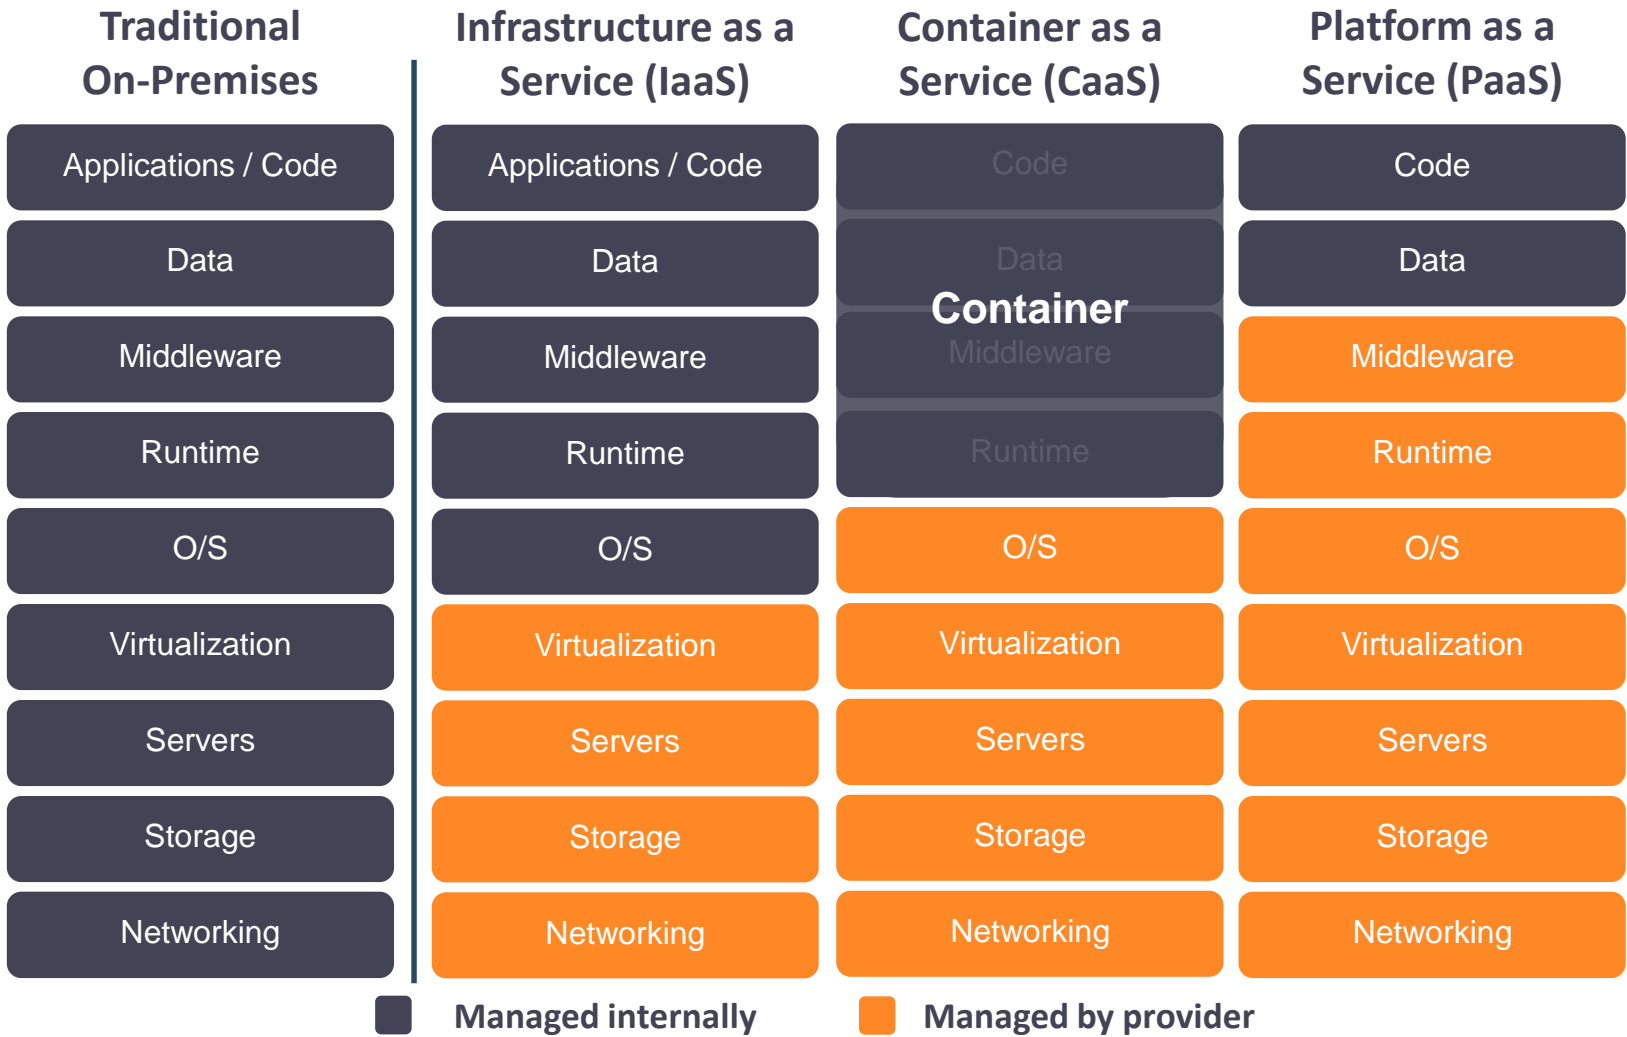 Traditional
On-Premises
Applications / Code
Data
Middleware
Runtime
O/S
Virtualization
Servers
Storage
Networking
Infrastructure as a
Service (IaaS)
Applications / Code
Data
Middleware
Runtime
O/S
Virtualization
Servers
Storage
Networking
Container as a
Service (CaaS)
Code
Data
Container
Middleware
Runtime
O/S
Virtualization
Servers
Storage
Networking
Platform as a
Service (PaaS)
Code
Data
Middleware
Runtime
O/S
Virtualization
Servers
Storage
Networking
Managed internally
Managed by provider